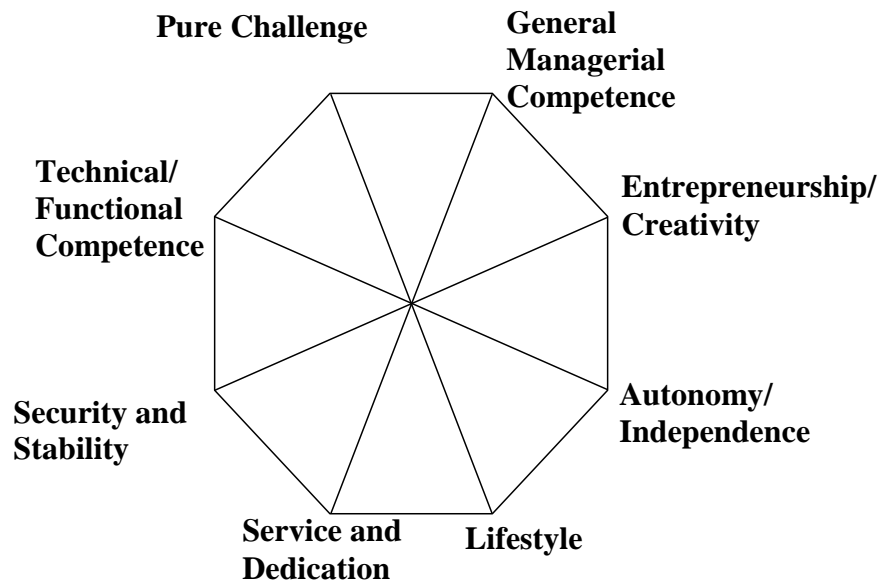 Pure Challenge
General
Managerial
Competence
Technical/
Functional
Competence
Entrepreneurship/
Creativity
Security and
Stability
Autonomy/
Independence
Service and
Dedication
Lifestyle